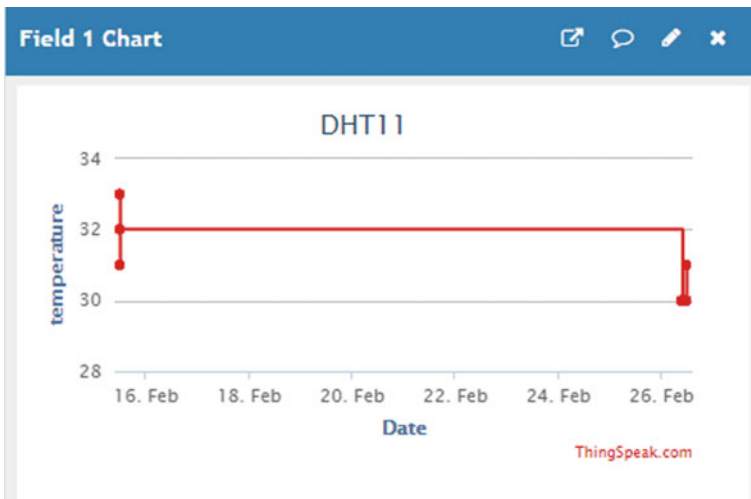 Field 1 Chart
DHT11
34
32
30
28
temperature
16. Feb 18. Feb 20. Feb 22. Feb 24. Feb 26. Feb
Date
ThingSpeak.com